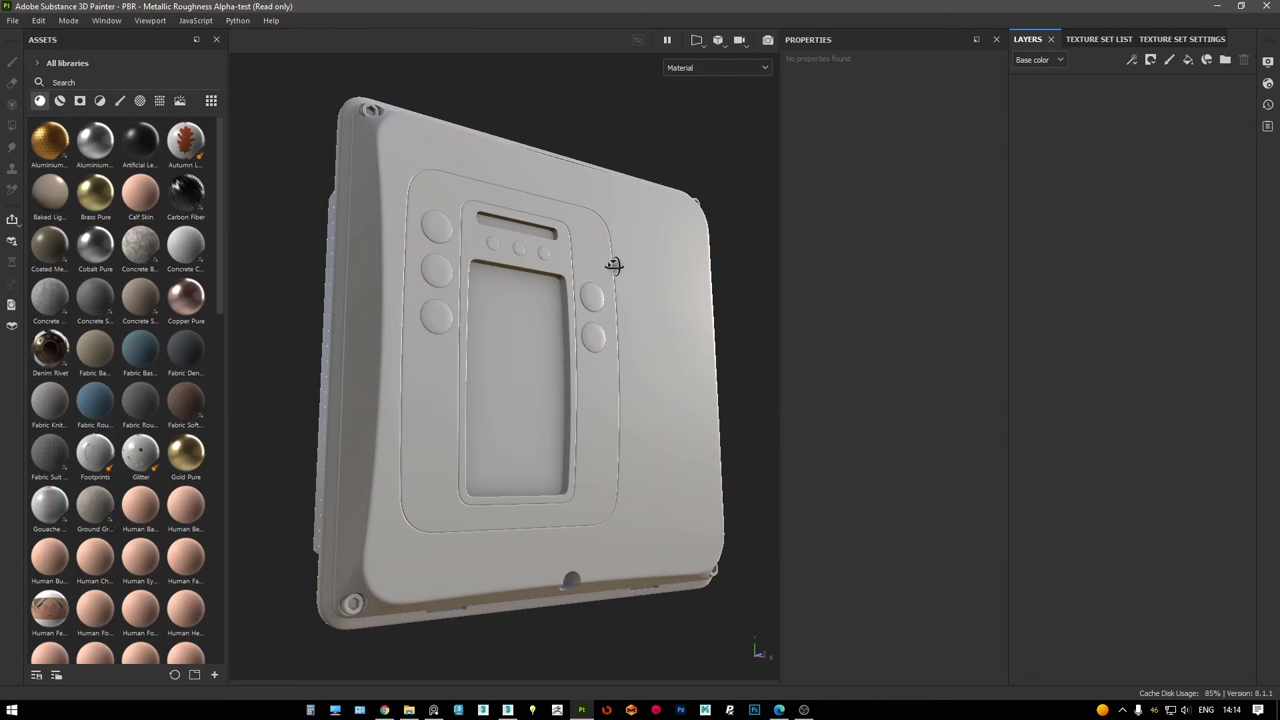 Pt Adobe Substance 3D Painter - PBR - Metallic Roughness Alpha-test (Read only)
File Edit Mode Window Viewport JavaScript Python Help
ASSETS
PROPERTIES
LAYERS
TEXTURE SET LIST
TEXTURE SET SETTINGS
All libraries
No properties found
Base color
Material
Search
Aluminium... Aluminium... Artificial Le... Autumn L...
Baked Lig... Brass Pure Calf Skin Carbon Fiber
Coated Me... Cobalt Pure Concrete B... Concrete C...
Concrete ... Concrete S... Concrete S... Copper Pure
Denim Rivet Fabric Ba... Fabric Bas... Fabric Den...
Fabric Knit... Fabric Rou... Fabric Rou... Fabric Soft...
Fabric Suit ... Footprints Glitter Gold Pure
Gouache ... Ground Gr... Human Ba... Human Be...
Human Bu... Human Ch... Human Ey... Human Fa...
Human Fe... Human Fo... Human Fo... Human He...
Cache Disk Usage: 85% | Version: 8.1.1
46 ENG 14:14